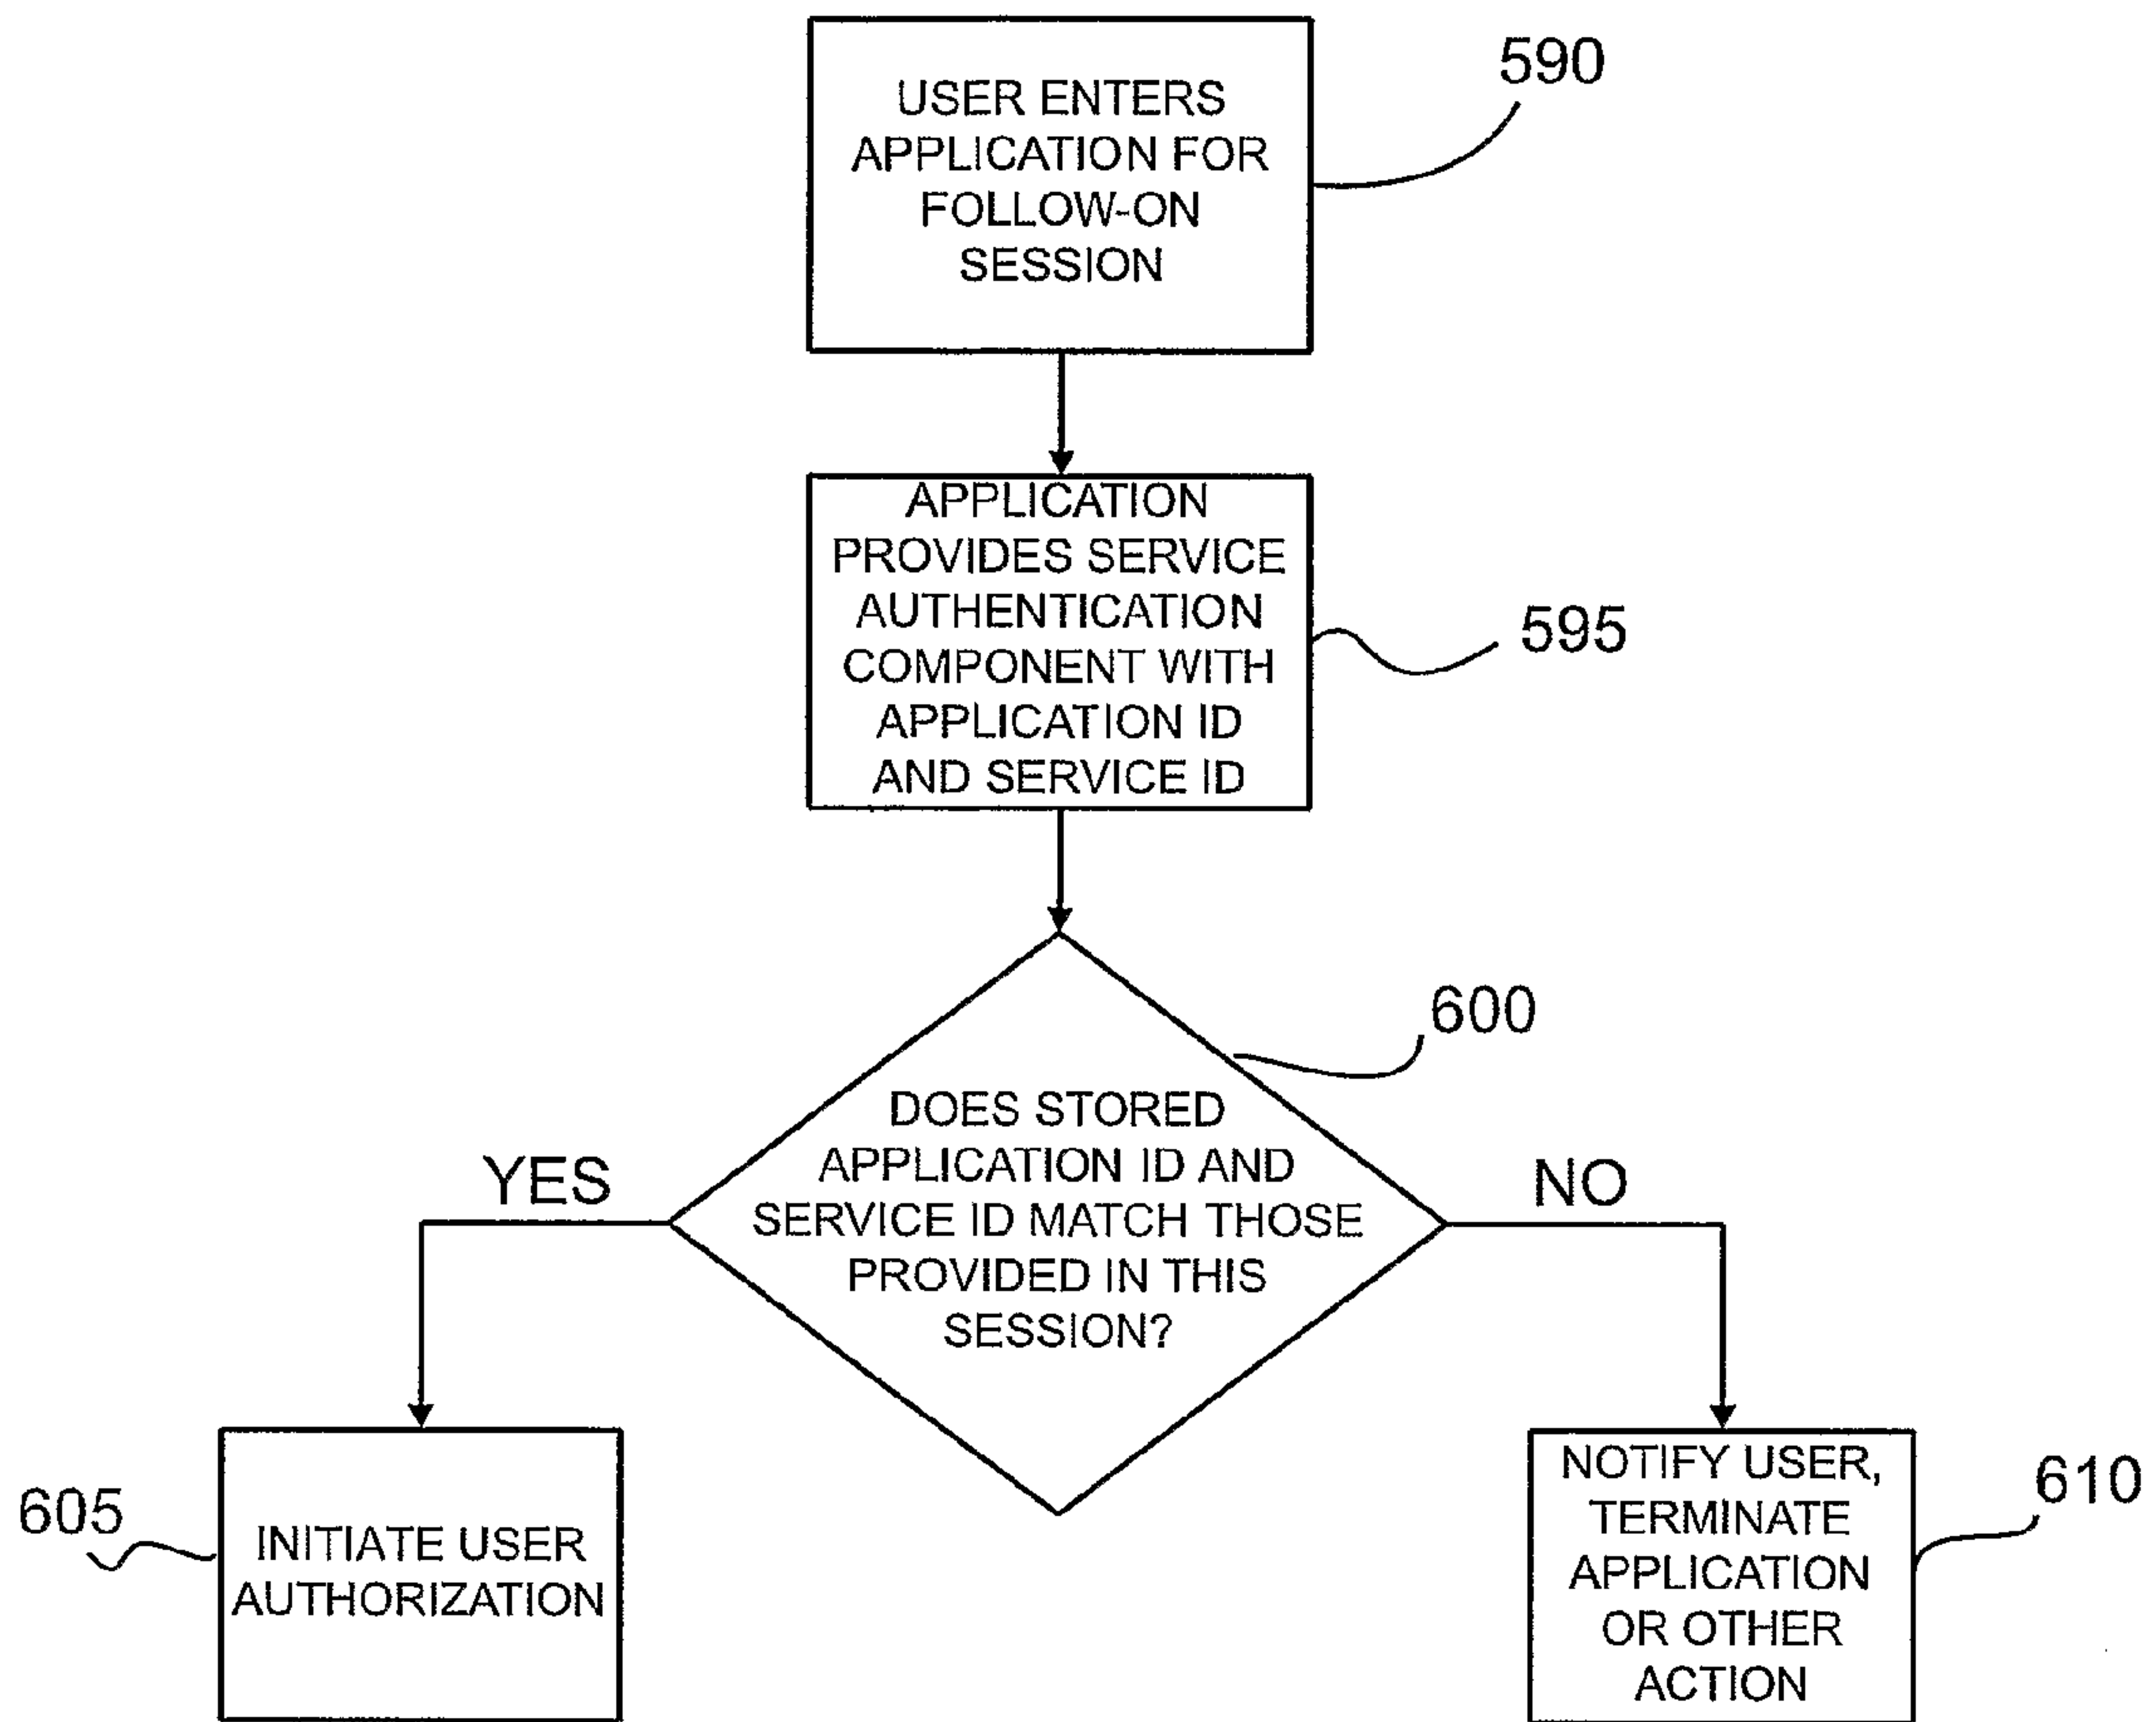 USER ENTERS
APPLICATION FOR
FOLLOW-ON
SESSION
590
APPLICATION
PROVIDES SERVICE
AUTHENTICATION
COMPONENT WITH
APPLICATION ID
AND SERVICE ID
595
600
DOES STORED
APPLICATION ID AND
SERVICE ID MATCH THOSE
PROVIDED IN THIS
SESSION?
YES
NO
605
INITIATE USER
AUTHORIZATION
NOTIFY USER,
TERMINATE
APPLICATION
OR OTHER
ACTION
610